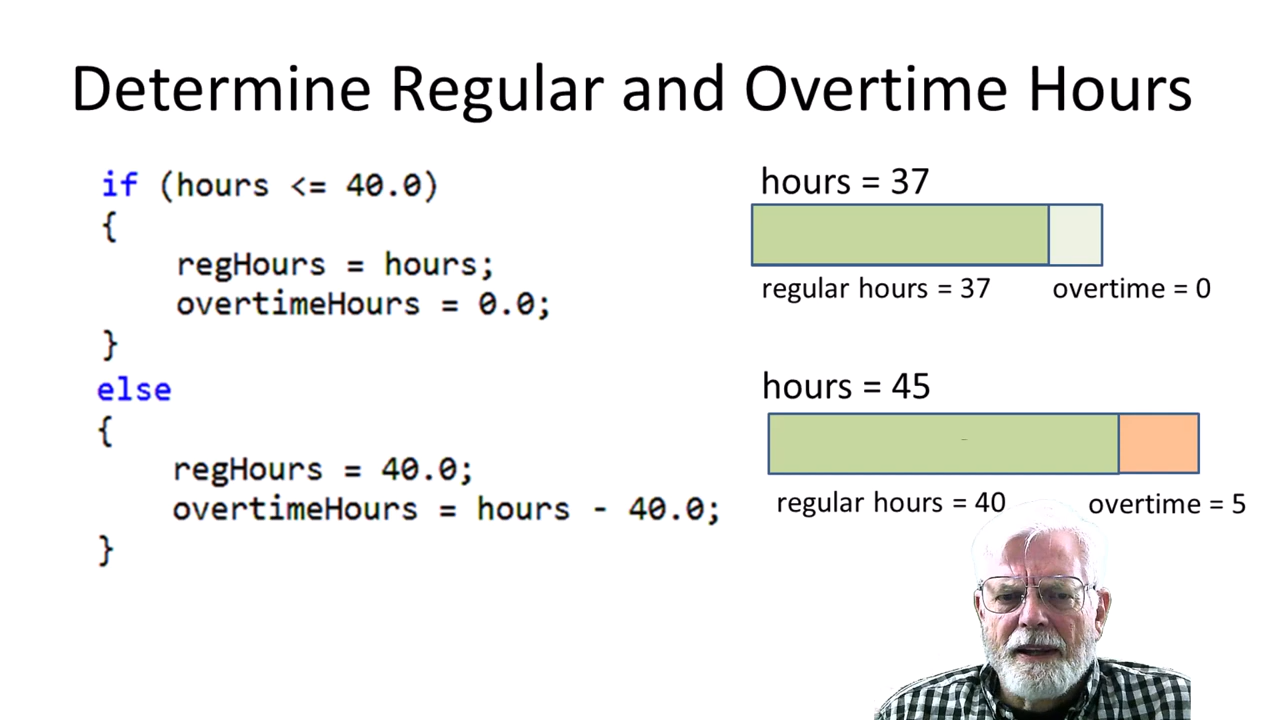 Determine Regular and Overtime Hours
if (hours <= 40.0)
{
regHours = hours;
overtimeHours = 0.0;
}
else
{
regHours = 40.0;
overtimeHours = hours - 40.0;
}
hours = 37
regular hours = 37
overtime = 0
hours = 45
regular hours = 40
overtime = 5